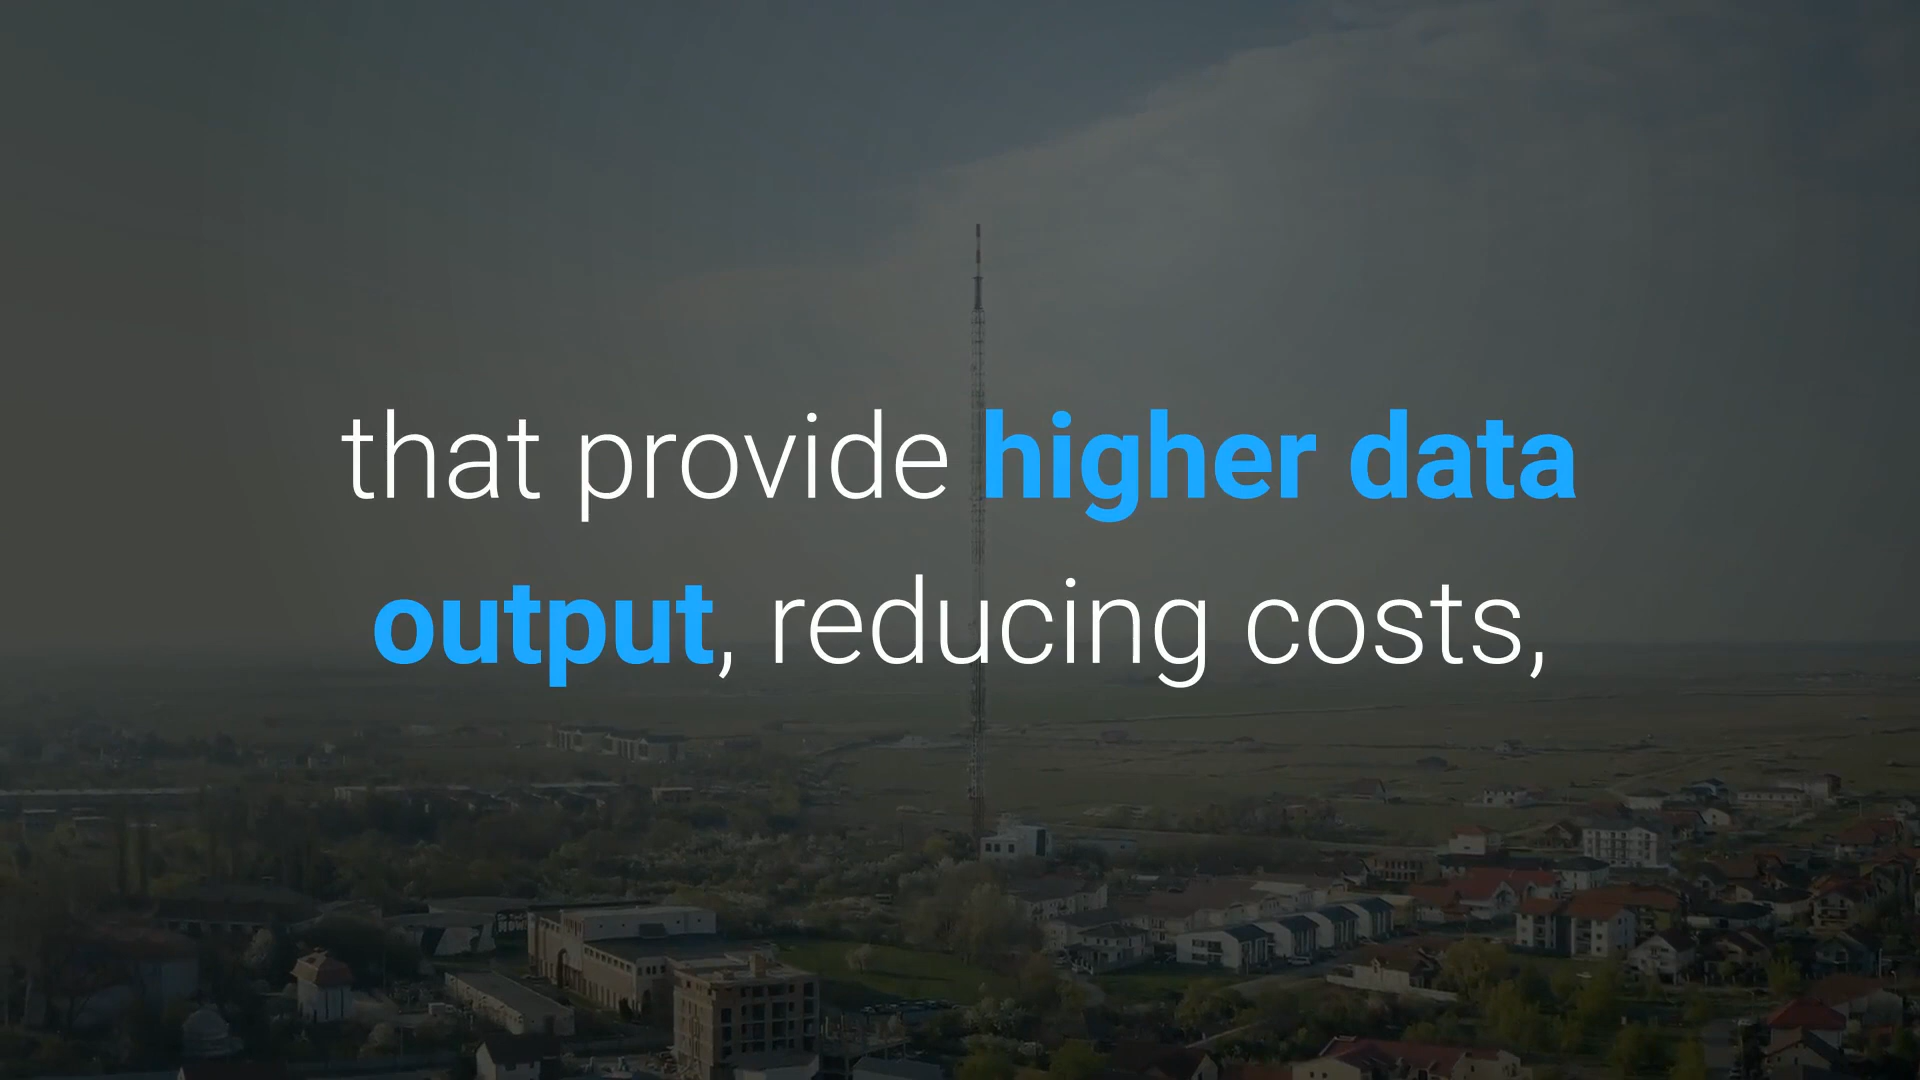 that provide higher data
output, reducing costs,